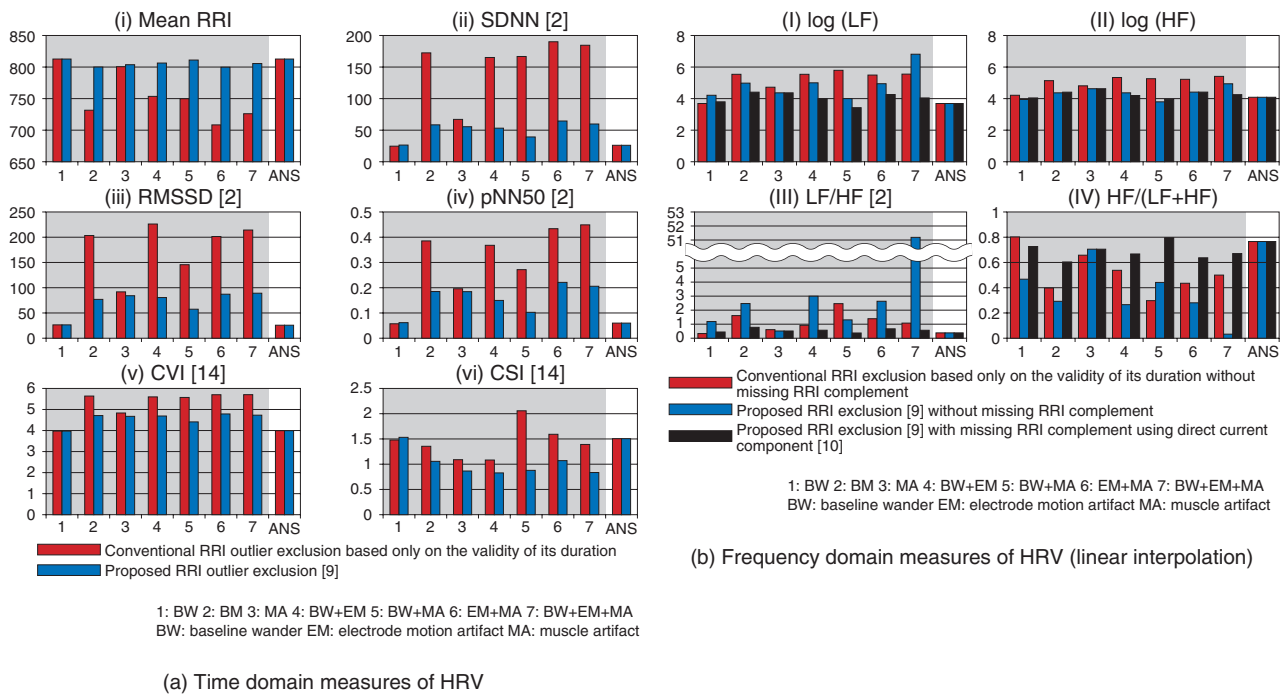 (i) Mean RRI
850
800
750
700
650
1 2 3 4 5 6 7 ANS
(ii) SDNN [2]
200
150
100
50
0
1 2 3 4 5 6 7 ANS
(iii) RMSSD [2]
250
200
150
100
50
0
1 2 3 4 5 6 7 ANS
(iv) pNN50 [2]
0.5
0.4
0.3
0.2
0.1
0
1 2 3 4 5 6 7 ANS
(v) CVI [14]
6
5
4
3
2
1
0
1 2 3 4 5 6 7 ANS
(vi) CSI [14]
2.5
2
1.5
1
0.5
0
1 2 3 4 5 6 7 ANS
Conventional RRI outlier exclusion based only on the validity of its duration
Proposed RRI outlier exclusion [9]
1: BW 2: BM 3: MA 4: BW+EM 5: BW+MA 6: EM+MA 7: BW+EM+MA
BW: baseline wander EM: electrode motion artifact MA: muscle artifact
(a) Time domain measures of HRV
(I) log (LF)
8
6
4
2
0
1 2 3 4 5 6 7 ANS
(II) log (HF)
8
6
4
2
0
1 2 3 4 5 6 7 ANS
(III) LF/HF [2]
53
52
51
5
4
3
2
1
0
1 2 3 4 5 6 7 ANS
(IV) HF/(LF+HF)
1
0.8
0.6
0.4
0.2
0
1 2 3 4 5 6 7 ANS
Conventional RRI exclusion based only on the validity of its duration without
missing RRI complement
Proposed RRI exclusion [9] without missing RRI complement
Proposed RRI exclusion [9] with missing RRI complement using direct current
component [10]
1: BW 2: BM 3: MA 4: BW+EM 5: BW+MA 6: EM+MA 7: BW+EM+MA
BW: baseline wander EM: electrode motion artifact MA: muscle artifact
(b) Frequency domain measures of HRV (linear interpolation)